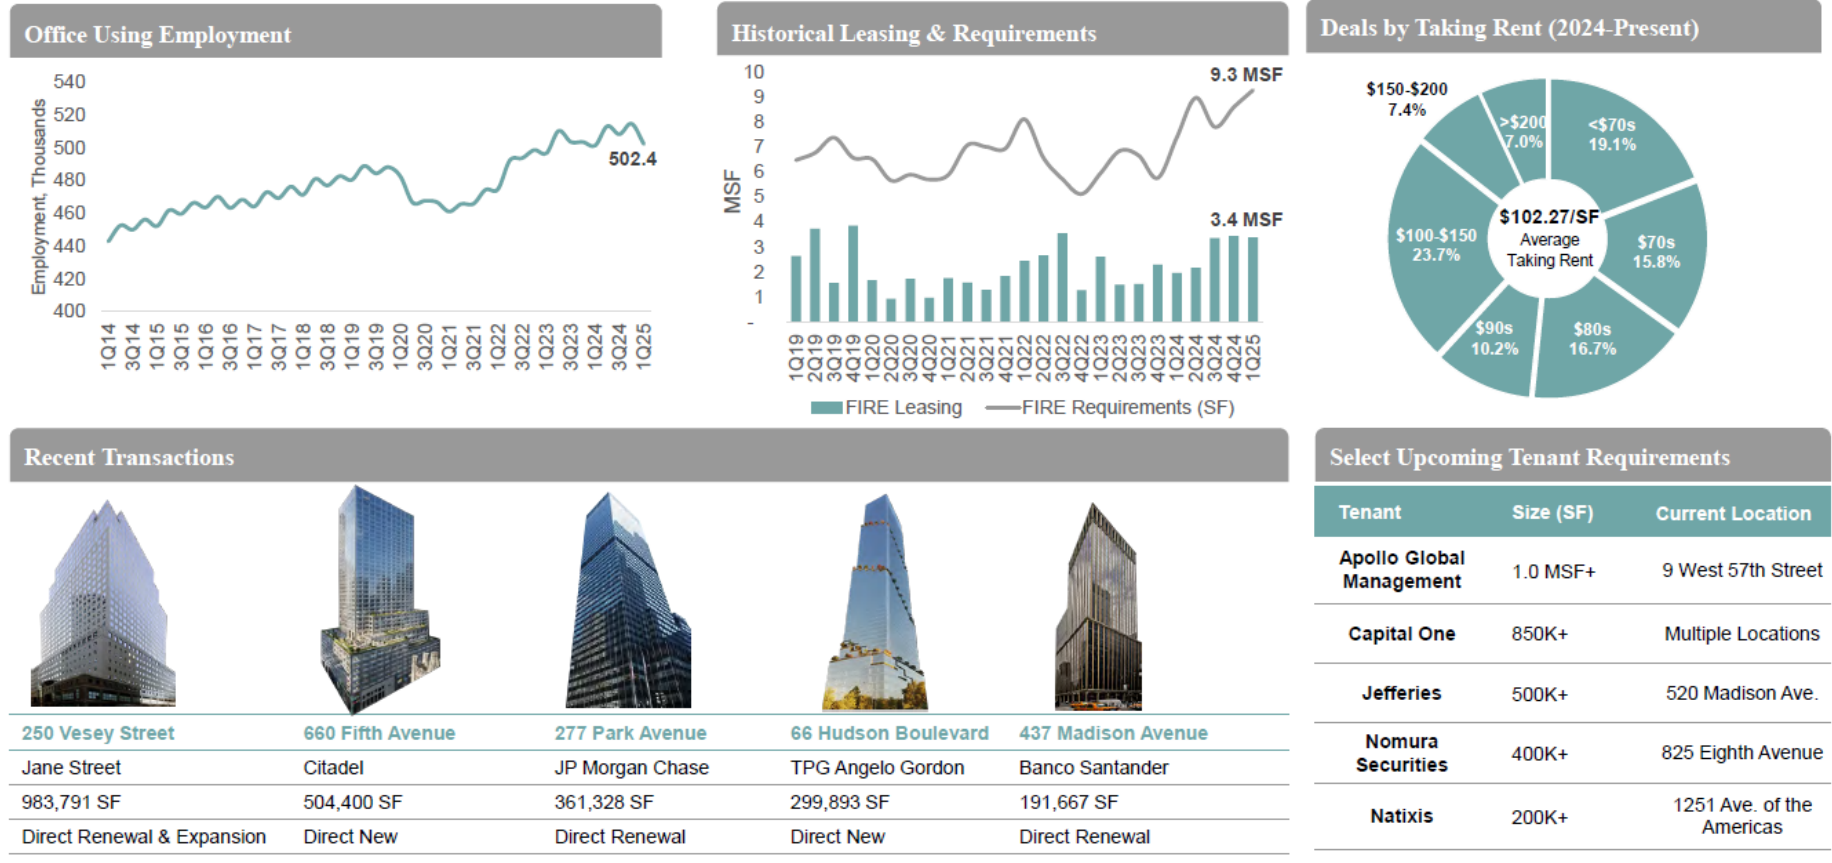 Office Using Employment
Employment, Thousands
540
520
500
480
460
440
420
400
502.4
1Q14
3Q14
1Q15
3Q15
1Q16
3Q16
1Q17
3Q17
1Q18
3Q18
1Q19
3Q19
1Q20
3Q20
1Q21
3Q21
1Q22
3Q22
1Q23
3Q23
1Q24
3Q24
1Q25
Historical Leasing & Requirements
MSF
10
9
8
7
6
5
4
3
2
1
-
9.3 MSF
3.4 MSF
1Q19
2Q19
3Q19
4Q19
1Q20
2Q20
3Q20
4Q20
1Q21
2Q21
3Q21
4Q21
1Q22
2Q22
3Q22
4Q22
1Q23
2Q23
3Q23
4Q23
1Q24
2Q24
3Q24
4Q24
1Q25
FIRE Leasing
FIRE Requirements (SF)
Deals by Taking Rent (2024-Present)
$150-$200
7.4%
>$200
7.0%
<$70s
19.1%
$100-$150
23.7%
$70s
15.8%
$90s
10.2%
$80s
16.7%
$102.27/SF
Average
Taking Rent
Recent Transactions
250 Vesey Street
660 Fifth Avenue
277 Park Avenue
66 Hudson Boulevard
437 Madison Avenue
Jane Street
Citadel
JP Morgan Chase
TPG Angelo Gordon
Banco Santander
983,791 SF
504,400 SF
361,328 SF
299,893 SF
191,667 SF
Direct Renewal & Expansion
Direct New
Direct Renewal
Direct New
Direct Renewal
Select Upcoming Tenant Requirements
Tenant
Size (SF)
Current Location
Apollo Global
Management
1.0 MSF+
9 West 57th Street
Capital One
850K+
Multiple Locations
Jefferies
500K+
520 Madison Ave.
Nomura
Securities
400K+
825 Eighth Avenue
Natixis
200K+
1251 Ave. of the
Americas